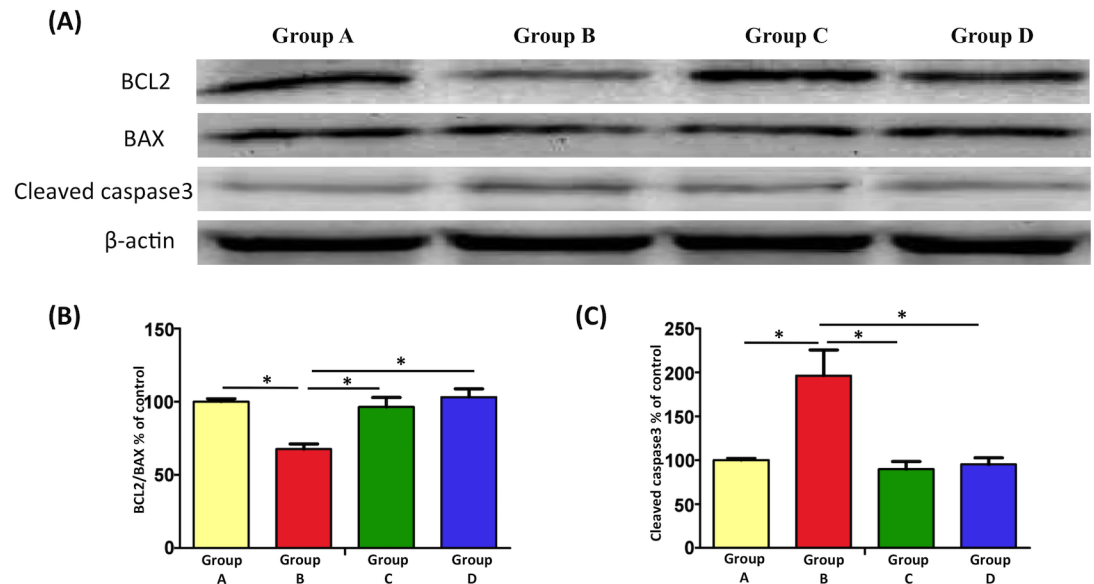 (A)
Group A Group B Group C Group D
BCL2
BAX
Cleaved caspase3
β-actin
(B)
BCL2/BAX % of control
150
100
50
0
*
* *
Group A
Group B
Group C
Group D
(C)
Cleaved caspase3 % of control
250
200
150
100
50
0
*
* *
Group A
Group B
Group C
Group D